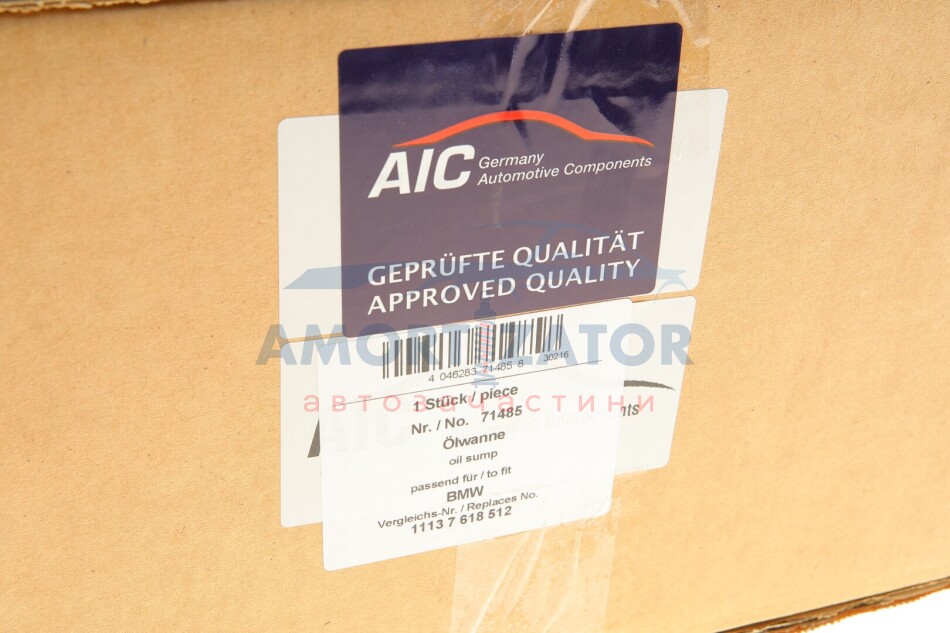 AIC Germany
Automotive Components
GEPRÜFTE QUALITÄT
APPROVED QUALITY
AMORTIZATOR
автозапчастини
4 046283 71485 8
30216
1 Stück / piece
Nr. / No. 71485
Ölwanne
oil sump
passend für / to fit
BMW
Vergleichs-Nr. / Replaces No.
1113 7 618 512